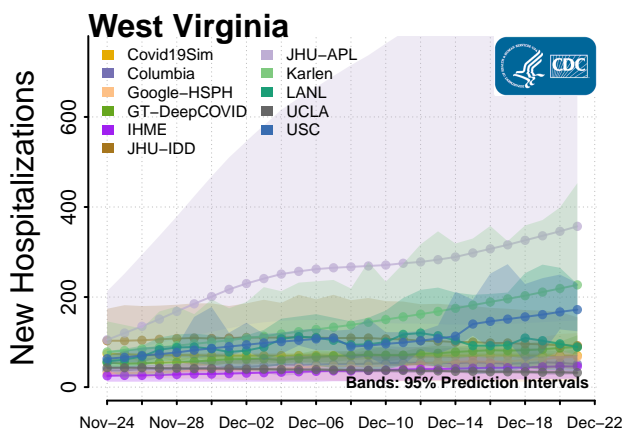 West Virginia
Covid19Sim
Columbia
Google−HSPH
GT−DeepCOVID
IHME
JHU−IDD
JHU−APL
Karlen
LANL
UCLA
USC
CDC
New Hospitalizations
600
400
200
0
Bands: 95% Prediction Intervals
Nov−24 Nov−28 Dec−02 Dec−06 Dec−10 Dec−14 Dec−18 Dec−22